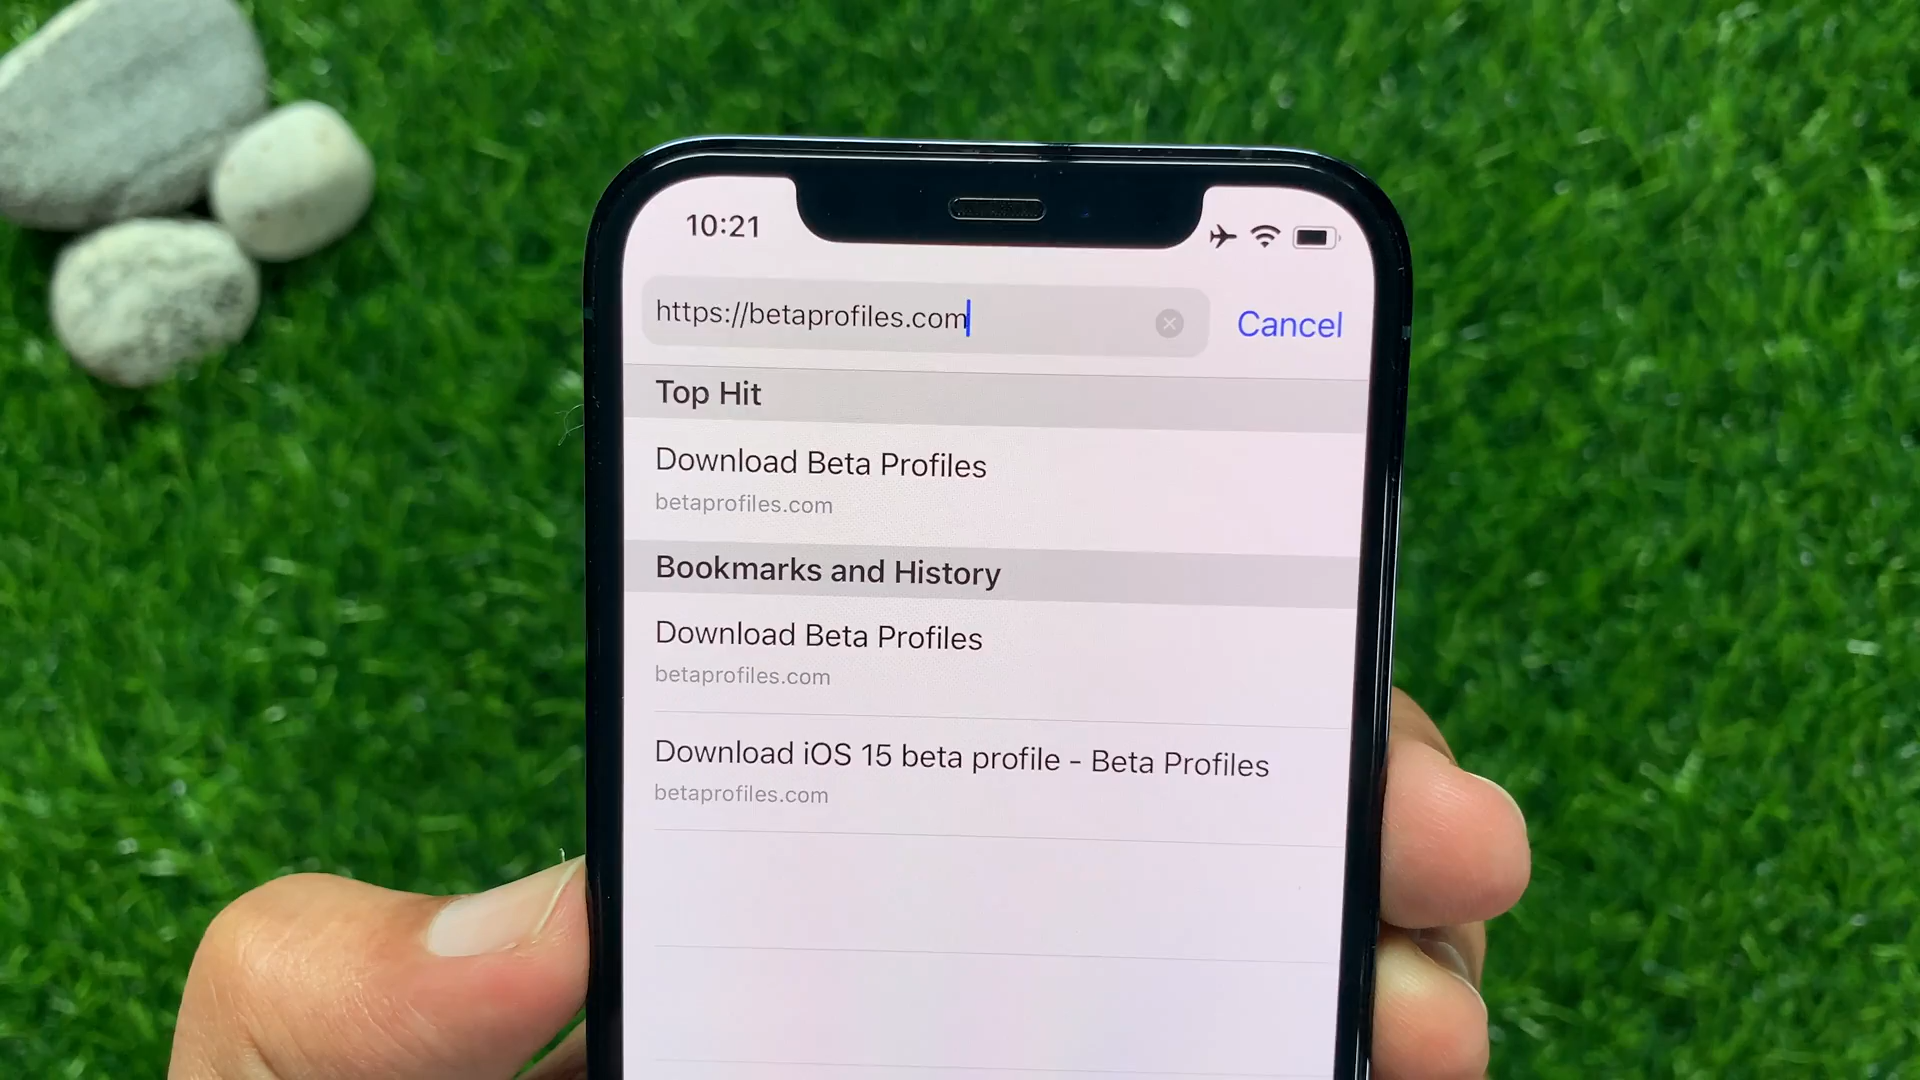 10:21
https://betaprofiles.com
Cancel
Top Hit
Download Beta Profiles
betaprofiles.com
Bookmarks and History
Download Beta Profiles
betaprofiles.com
Download iOS 15 beta profile - Beta Profiles
betaprofiles.com